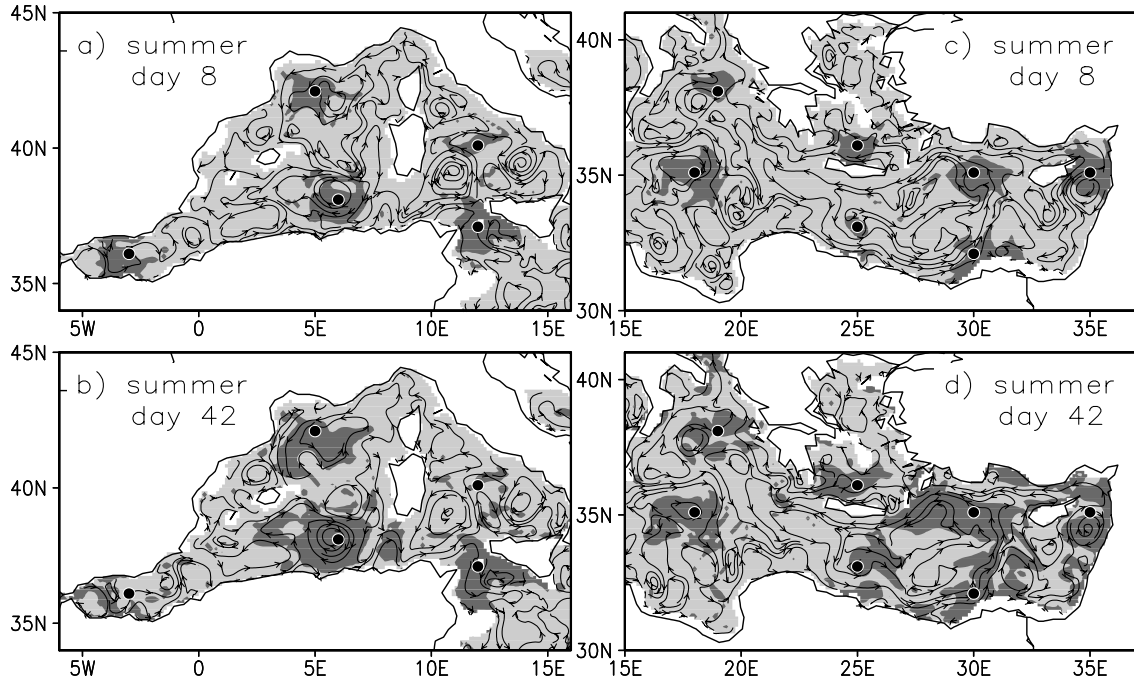 45N
a) summer
day 8
40N
35N
5W 0 5E 10E 15E
40N
c) summer
day 8
35N
30N
15E 20E 25E 30E 35E
45N
b) summer
day 42
40N
35N
5W 0 5E 10E 15E
40N
d) summer
day 42
35N
30N
15E 20E 25E 30E 35E